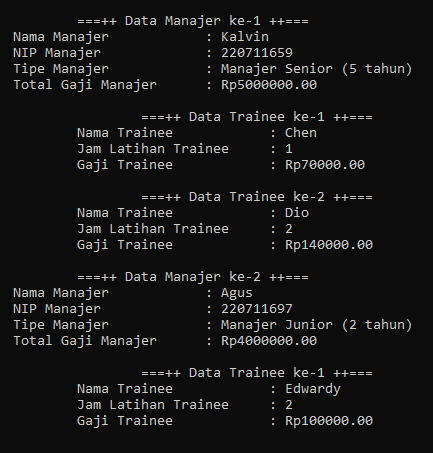 ===++ Data Manajer ke-1 ++===
Nama Manajer : Kalvin
NIP Manajer : 220711659
Tipe Manajer : Manajer Senior (5 tahun)
Total Gaji Manajer : Rp5000000.00
===++ Data Trainee ke-1 ++===
Nama Trainee : Chen
Jam Latihan Trainee : 1
Gaji Trainee : Rp70000.00
===++ Data Trainee ke-2 ++===
Nama Trainee : Dio
Jam Latihan Trainee : 2
Gaji Trainee : Rp140000.00
===++ Data Manajer ke-2 ++===
Nama Manajer : Agus
NIP Manajer : 220711697
Tipe Manajer : Manajer Junior (2 tahun)
Total Gaji Manajer : Rp4000000.00
===++ Data Trainee ke-1 ++===
Nama Trainee : Edwardy
Jam Latihan Trainee : 2
Gaji Trainee : Rp100000.00